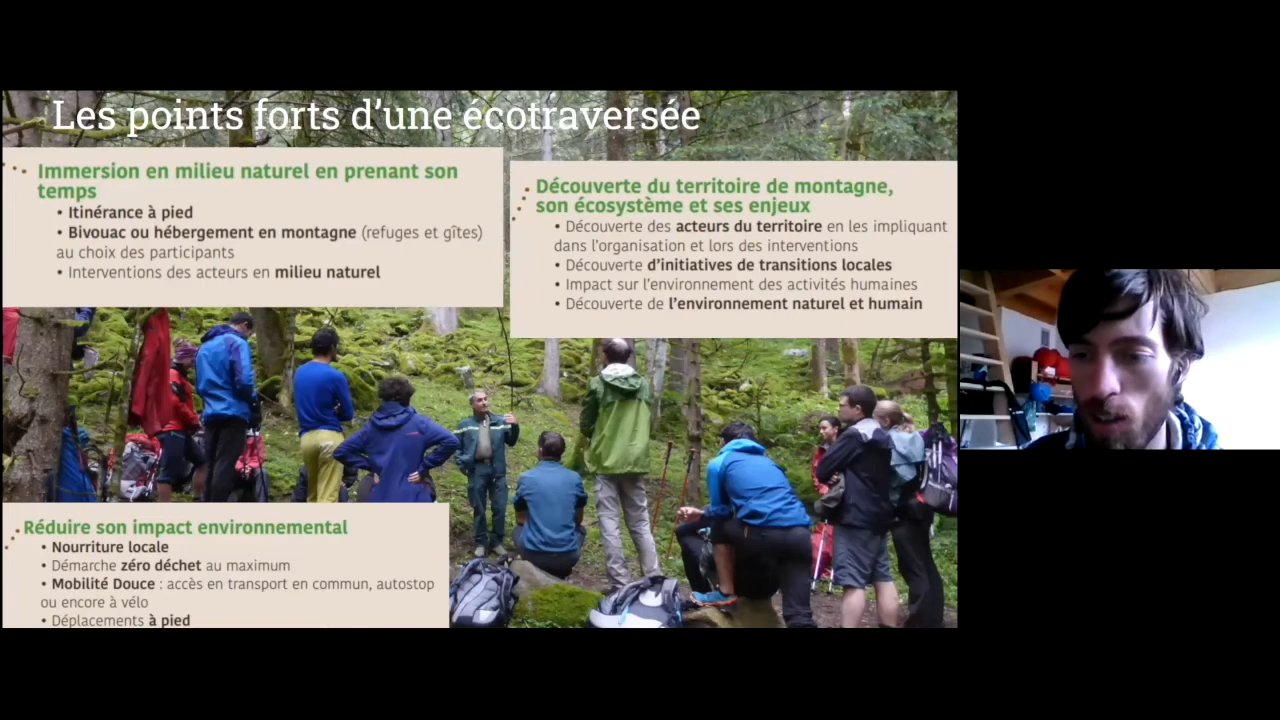 Les points forts d’une écotraversée
Immersion en milieu naturel en prenant son
temps
• Itinérance à pied
• Bivouac ou hébergement en montagne (refuges et gîtes)
au choix des participants
• Interventions des acteurs en milieu naturel
Découverte du territoire de montagne,
son écosystème et ses enjeux
• Découverte des acteurs du territoire en les impliquant
dans l’organisation et lors des interventions
• Découverte d’initiatives de transitions locales
• Impact sur l’environnement des activités humaines
• Découverte de l’environnement naturel et humain
Réduire son impact environnemental
• Nourriture locale
• Démarche zéro déchet au maximum
• Mobilité Douce : accès en transport en commun, autostop
ou encore à vélo
• Déplacements à pied